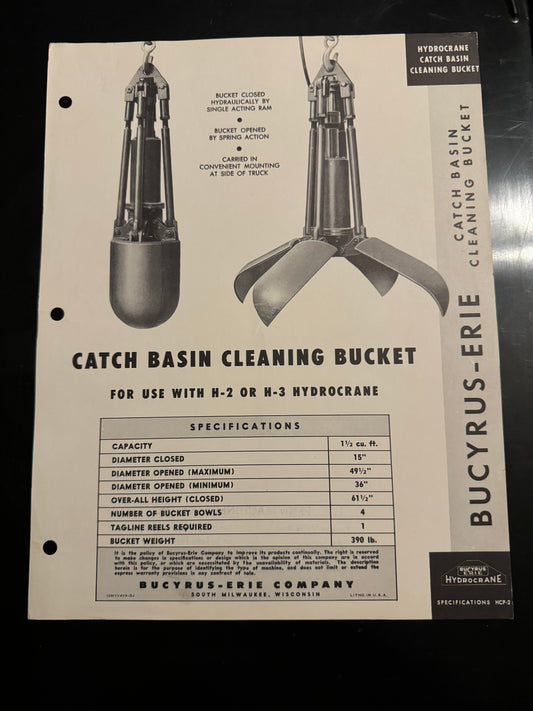 HYDROCRANE
CATCH BASIN
CLEANING BUCKET
BUCKET CLOSED
HYDRAULICALLY BY
SINGLE ACTING RAM
BUCKET OPENED
BY SPRING ACTION
CARRIED IN
CONVENIENT MOUNTING
AT SIDE OF TRUCK
CATCH BASIN CLEANING BUCKET
FOR USE WITH H-2 OR H-3 HYDROCRANE
SPECIFICATIONS
CAPACITY 1½ cu. ft.
DIAMETER CLOSED 15"
DIAMETER OPENED (MAXIMUM) 49½"
DIAMETER OPENED (MINIMUM) 36"
OVER-ALL HEIGHT (CLOSED) 61½"
NUMBER OF BUCKET BOWLS 4
TAGLINE REELS REQUIRED 1
BUCKET WEIGHT 390 lb.
It is the policy of Bucyrus-Erie Company to improve its products continually. The right is reserved
to make changes in specifications or design which in the opinion of this company are in accord
with this policy, or which are necessitated by the unavailability of materials. The description
herein is for the purpose of identifying the type of machine, and does not limit or extend the
express warranty provisions in any contract of sale.
BUCYRUS-ERIE COMPANY
SOUTH MILWAUKEE, WISCONSIN
LITHO IN U.S.A.
CATCH BASIN
CLEANING BUCKET
BUCYRUS-ERIE
BUCYRUS
ERIE
HYDROCRANE
SPECIFICATIONS HCP-2